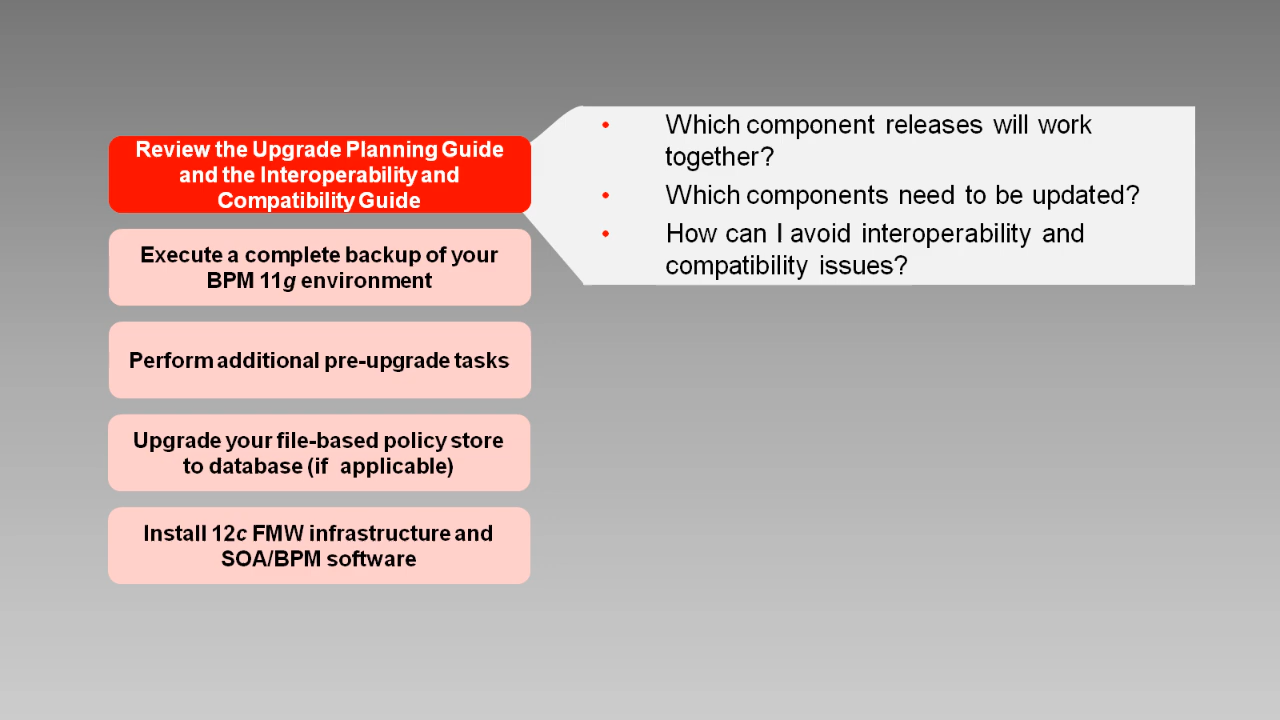 Review the Upgrade Planning Guide
and the Interoperability and
Compatibility Guide
Execute a complete backup of your
BPM 11g environment
Perform additional pre-upgrade tasks
Upgrade your file-based policy store
to database (if applicable)
Install 12c FMW infrastructure and
SOA/BPM software
• Which component releases will work
together?
• Which components need to be updated?
• How can I avoid interoperability and
compatibility issues?